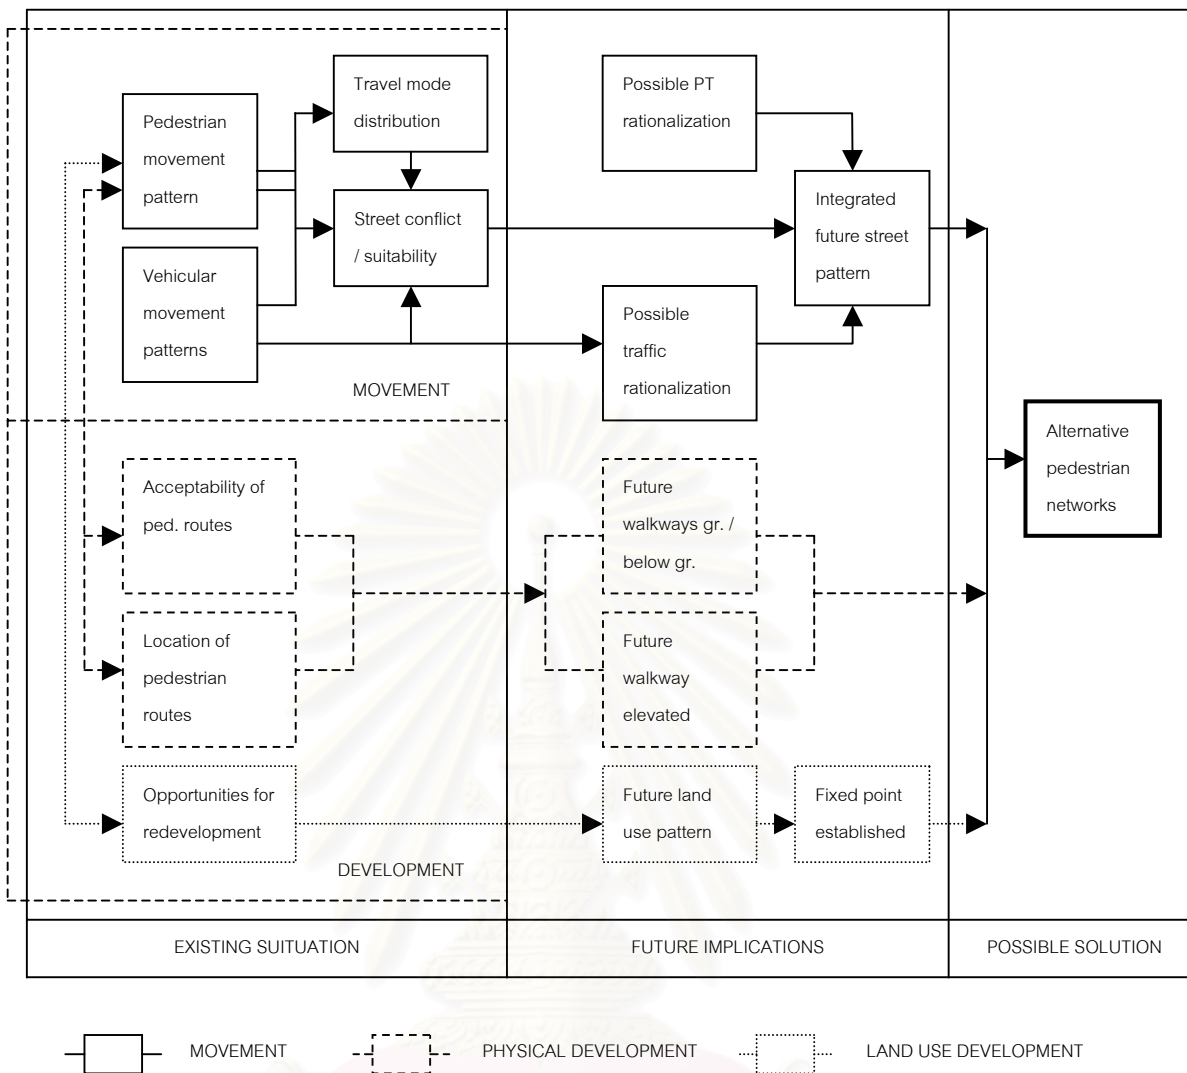 Travel mode
distribution
Possible PT
rationalization
Pedestrian
movement
pattern
Integrated
future street
pattern
Street conflict
/ suitability
Vehicular
movement
patterns
Possible
traffic
rationalization
MOVEMENT
Alternative
pedestrian
networks
Acceptability of
ped. routes
Future
walkways gr. /
below gr.
Location of
pedestrian
routes
Future
walkway
elevated
Opportunities for
redevelopment
Future land
use pattern
Fixed point
established
DEVELOPMENT
EXISTING SUITUATION
FUTURE IMPLICATIONS
POSSIBLE SOLUTION
MOVEMENT
PHYSICAL DEVELOPMENT
LAND USE DEVELOPMENT